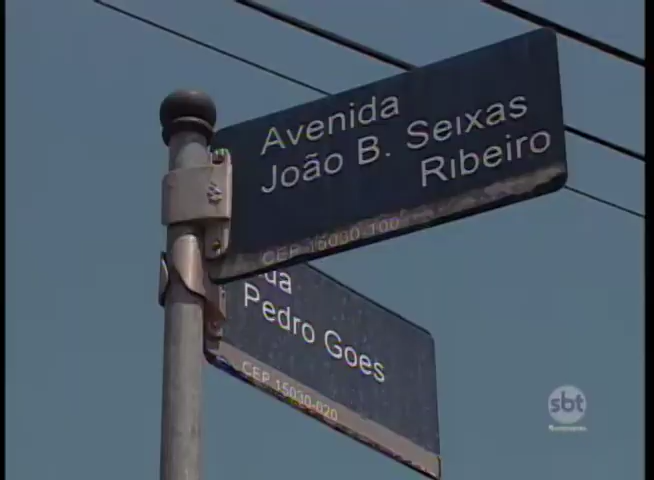 Avenida
João B. Seixas
Ribeiro
CEP 15030-100
Pedro Goes
CEP 15030-020
sbt